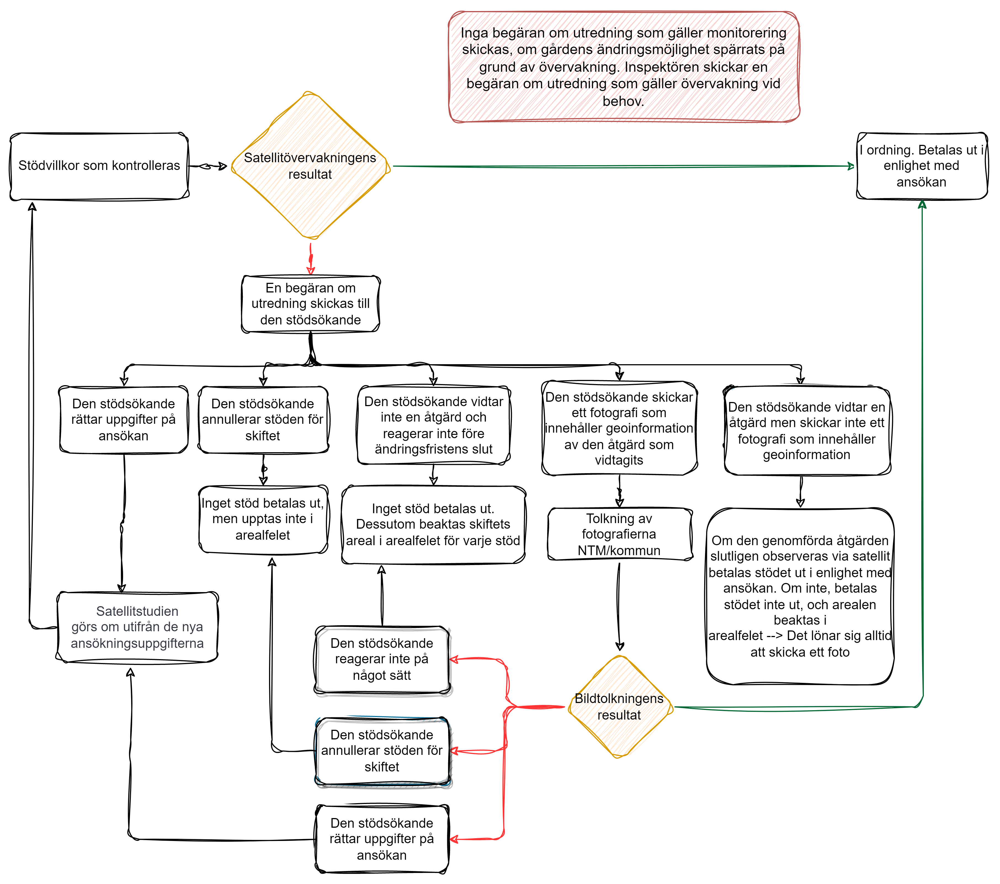 Inga begäran om utredning som gäller monitorering
skickas, om gårdens ändringsmöjlighet spärrats på
grund av övervakning. Inspektören skickar en
begäran om utredning som gäller övervakning vid
behov.
Stödvillkor som kontrolleras
Satellitövervakningens
resultat
I ordning. Betalas ut i
enlighet med
ansökan
En begäran om
utredning skickas till
den stödsökande
Den stödsökande
rättar uppgifter på
ansökan
Den stödsökande
annullerar stöden för
skiftet
Den stödsökande vidtar
inte en åtgärd och
reagerar inte före
ändringsfristens slut
Den stödsökande skickar
ett fotografi som
innehåller geoinformation
av den åtgärd som
vidtagits
Den stödsökande vidtar en
åtgärd men skickar inte ett
fotografi som innehåller
geoinformation
Inget stöd betalas ut,
men upptas inte i
arealfelet
Inget stöd betalas ut.
Dessutom beaktas skiftets
areal i arealfelet för varje stöd
Tolkning av
fotografierna
NTM/kommun
Om den genomförda åtgärden
slutligen observeras via satellit
betalas stödet ut i enlighet med
ansökan. Om inte, betalas
stödet inte ut, och arealen
beaktas i
arealfelet --> Det lönar sig alltid
att skicka ett foto
Satellitstudien
görs om utifrån de nya
ansökningsuppgifterna
Den stödsökande
reagerar inte på
något sätt
Bildtolkningens
resultat
Den stödsökande
annullerar stöden för
skiftet
Den stödsökande
rättar uppgifter på
ansökan